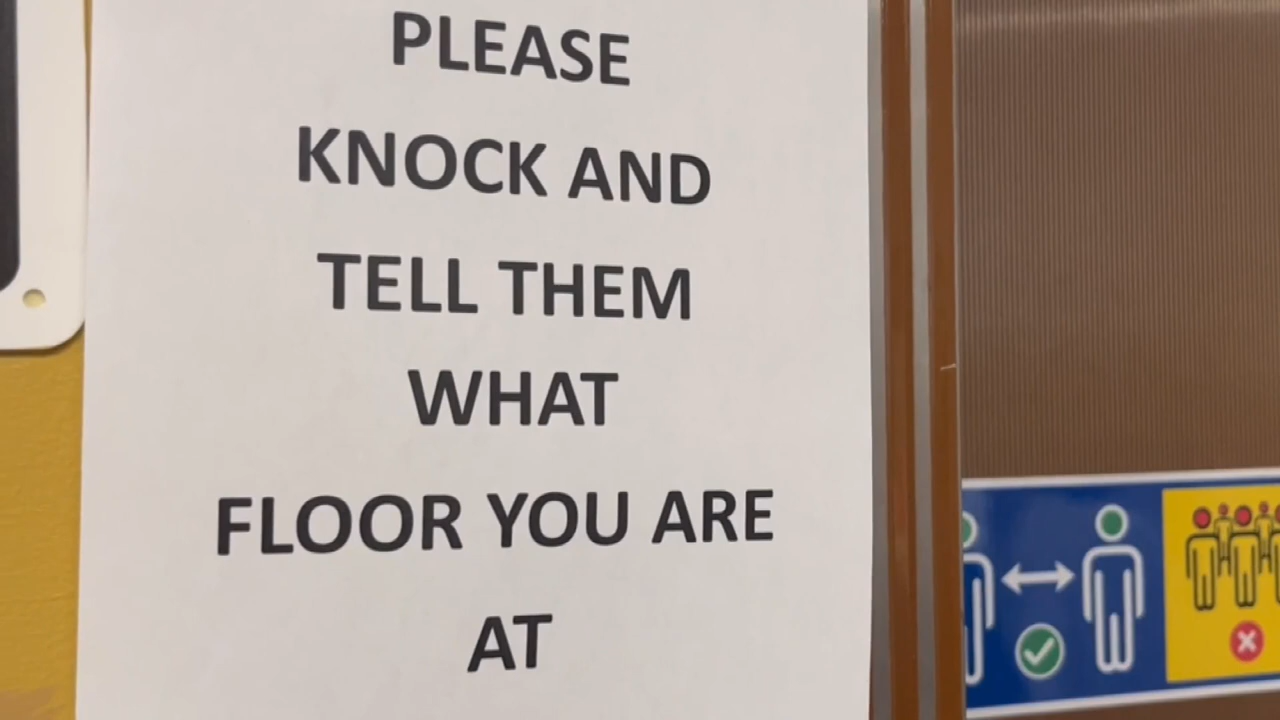 PLEASE
KNOCK AND
TELL THEM
WHAT
FLOOR YOU ARE
AT